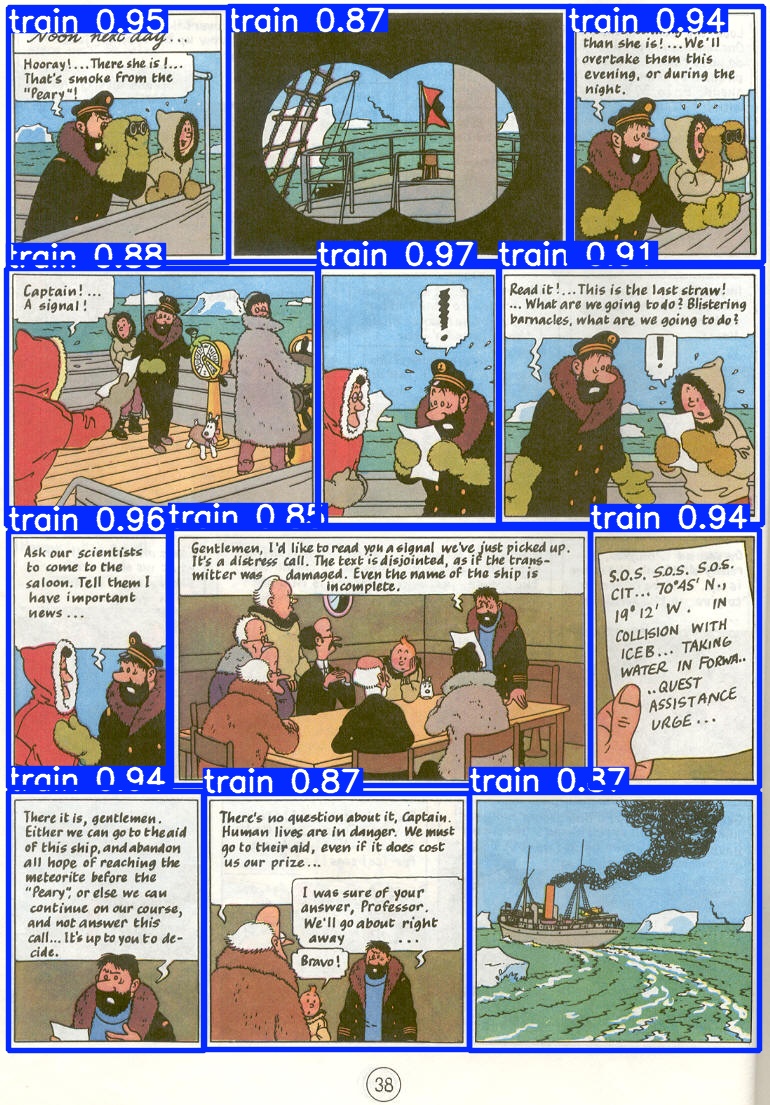 train 0.95
Noon next day...
Hooray!...There she is!...
That's smoke from the
"Peary"!
train 0.87
train 0.94
than she is!...We'll
overtake them this
evening, or during the
night.
train 0.88
Captain!...
A signal!
train 0.97
!
train 0.91
Read it!...This is the last straw!
...What are we going to do? Blistering
barnacles, what are we going to do?
!
train 0.96
Ask our scientists
to come to the
saloon. Tell them I
have important
news ...
train 0.85
Gentlemen, I'd like to read you a signal we've just picked up.
It's a distress call. The text is disjointed, as if the trans-
mitter was damaged. Even the name of the ship is
incomplete.
train 0.94
S.O.S. S.O.S. S.O.S.
CIT... 70°45' N.,
19° 12' W. IN
COLLISION WITH
ICEB... TAKING
WATER IN FORWA..
..QUEST
ASSISTANCE
URGE...
train 0.94
There it is, gentlemen.
Either we can go to the aid
of this ship, and abandon
all hope of reaching the
meteorite before the
"Peary", or else we can
continue on our course,
and not answer this
call... It's up to you to de-
cide.
train 0.87
There's no question about it, Captain.
Human lives are in danger. We must
go to their aid, even if it does cost
us our prize...
I was sure of your
answer, Professor.
We'll go about right
away ...
Bravo!
train 0.87
38